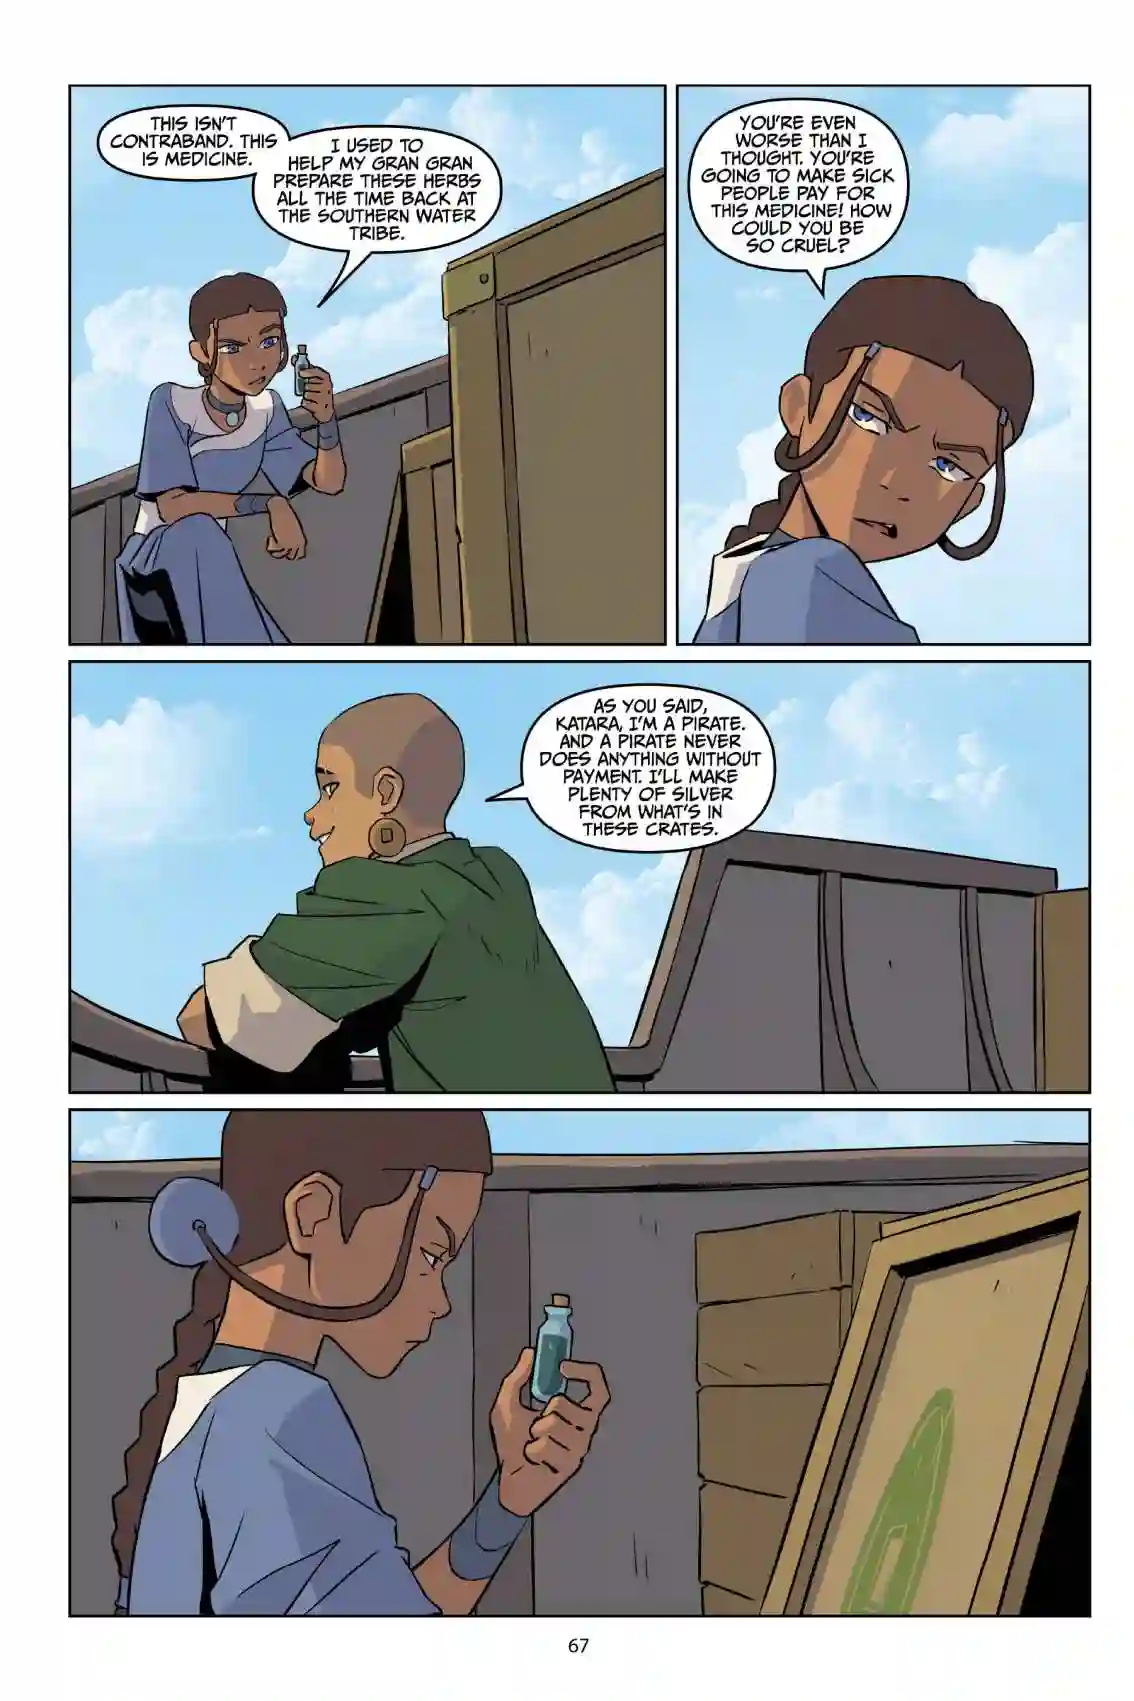 THIS ISN'T
CONTRABAND. THIS
IS MEDICINE.
I USED TO
HELP MY GRAN GRAN
PREPARE THESE HERBS
ALL THE TIME BACK AT
THE SOUTHERN WATER
TRIBE.
YOU'RE EVEN
WORSE THAN I
THOUGHT. YOU'RE
GOING TO MAKE SICK
PEOPLE PAY FOR
THIS MEDICINE! HOW
COULD YOU BE
SO CRUEL?
AS YOU SAID,
KATARA, I'M A PIRATE.
AND A PIRATE NEVER
DOES ANYTHING WITHOUT
PAYMENT. I'LL MAKE
PLENTY OF SILVER
FROM WHAT'S IN
THESE CRATES.
67